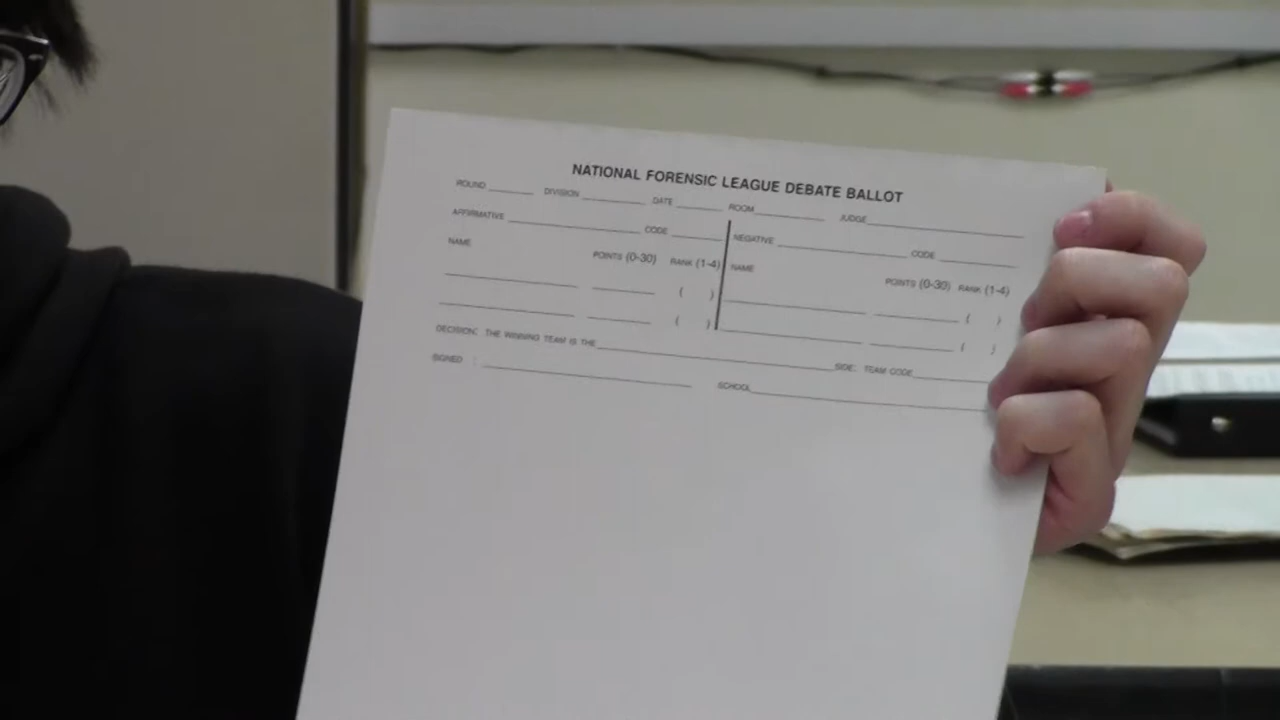 NATIONAL FORENSIC LEAGUE DEBATE BALLOT
ROUND DIVISION DATE ROOM JUDGE
AFFIRMATIVE CODE NEGATIVE CODE
NAME POINTS (0-30) RANK (1-4) NAME POINTS (0-30) RANK (1-4)
( ) ( )
( ) ( )
DECISION: THE WINNING TEAM IS THE SIDE: TEAM CODE
SIGNED : SCHOOL